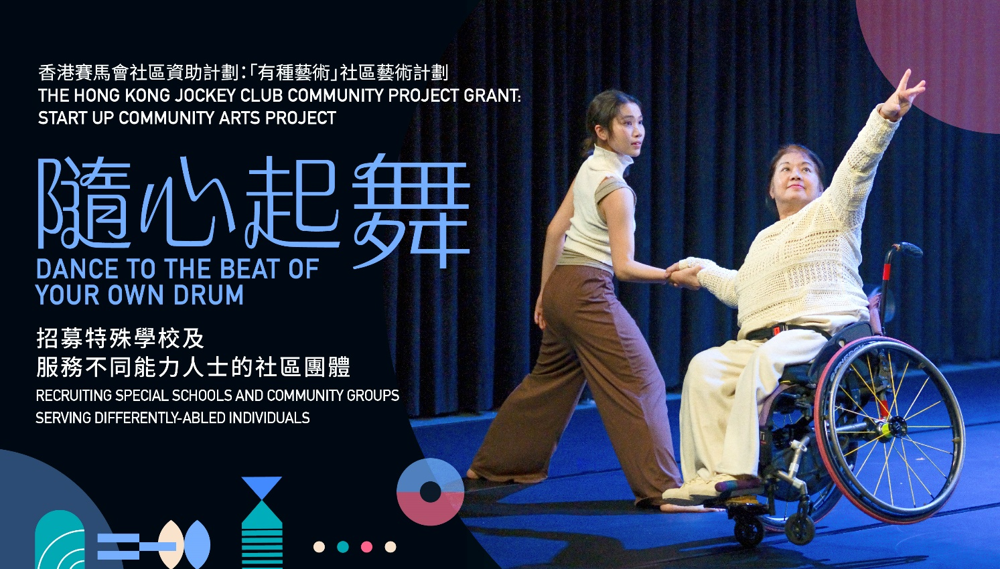 香港賽馬會社區資助計劃：「有種藝術」社區藝術計劃
THE HONG KONG JOCKEY CLUB COMMUNITY PROJECT GRANT:
START UP COMMUNITY ARTS PROJECT
隨心起舞
DANCE TO THE BEAT OF
YOUR OWN DRUM
招募特殊學校及
服務不同能力人士的社區團體
RECRUITING SPECIAL SCHOOLS AND COMMUNITY GROUPS
SERVING DIFFERENTLY-ABLED INDIVIDUALS